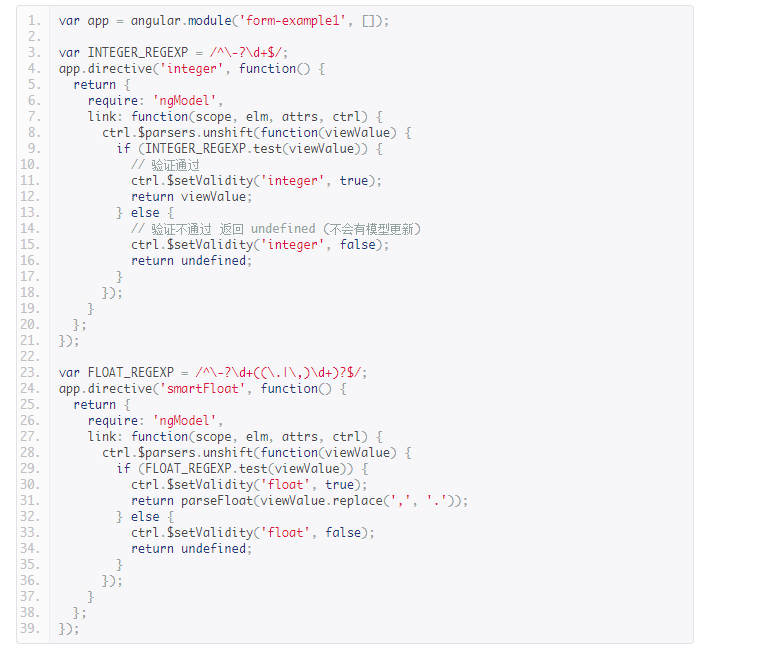 1. var app = angular.module('form-example1', []);
2.
3. var INTEGER_REGEXP = /^\-?\d+$/;
4. app.directive('integer', function() {
5.   return {
6.     require: 'ngModel',
7.     link: function(scope, elm, attrs, ctrl) {
8.       ctrl.$parsers.unshift(function(viewValue) {
9.         if (INTEGER_REGEXP.test(viewValue)) {
10.           // 验证通过
11.           ctrl.$setValidity('integer', true);
12.           return viewValue;
13.         } else {
14.           // 验证不通过 返回 undefined (不会有模型更新)
15.           ctrl.$setValidity('integer', false);
16.           return undefined;
17.         }
18.       });
19.     }
20.   };
21. });
22.
23. var FLOAT_REGEXP = /^\-?\d+((\.|\,)\d+)?$/;
24. app.directive('smartFloat', function() {
25.   return {
26.     require: 'ngModel',
27.     link: function(scope, elm, attrs, ctrl) {
28.       ctrl.$parsers.unshift(function(viewValue) {
29.         if (FLOAT_REGEXP.test(viewValue)) {
30.           ctrl.$setValidity('float', true);
31.           return parseFloat(viewValue.replace(',', '.'));
32.         } else {
33.           ctrl.$setValidity('float', false);
34.           return undefined;
35.         }
36.       });
37.     }
38.   };
39. });